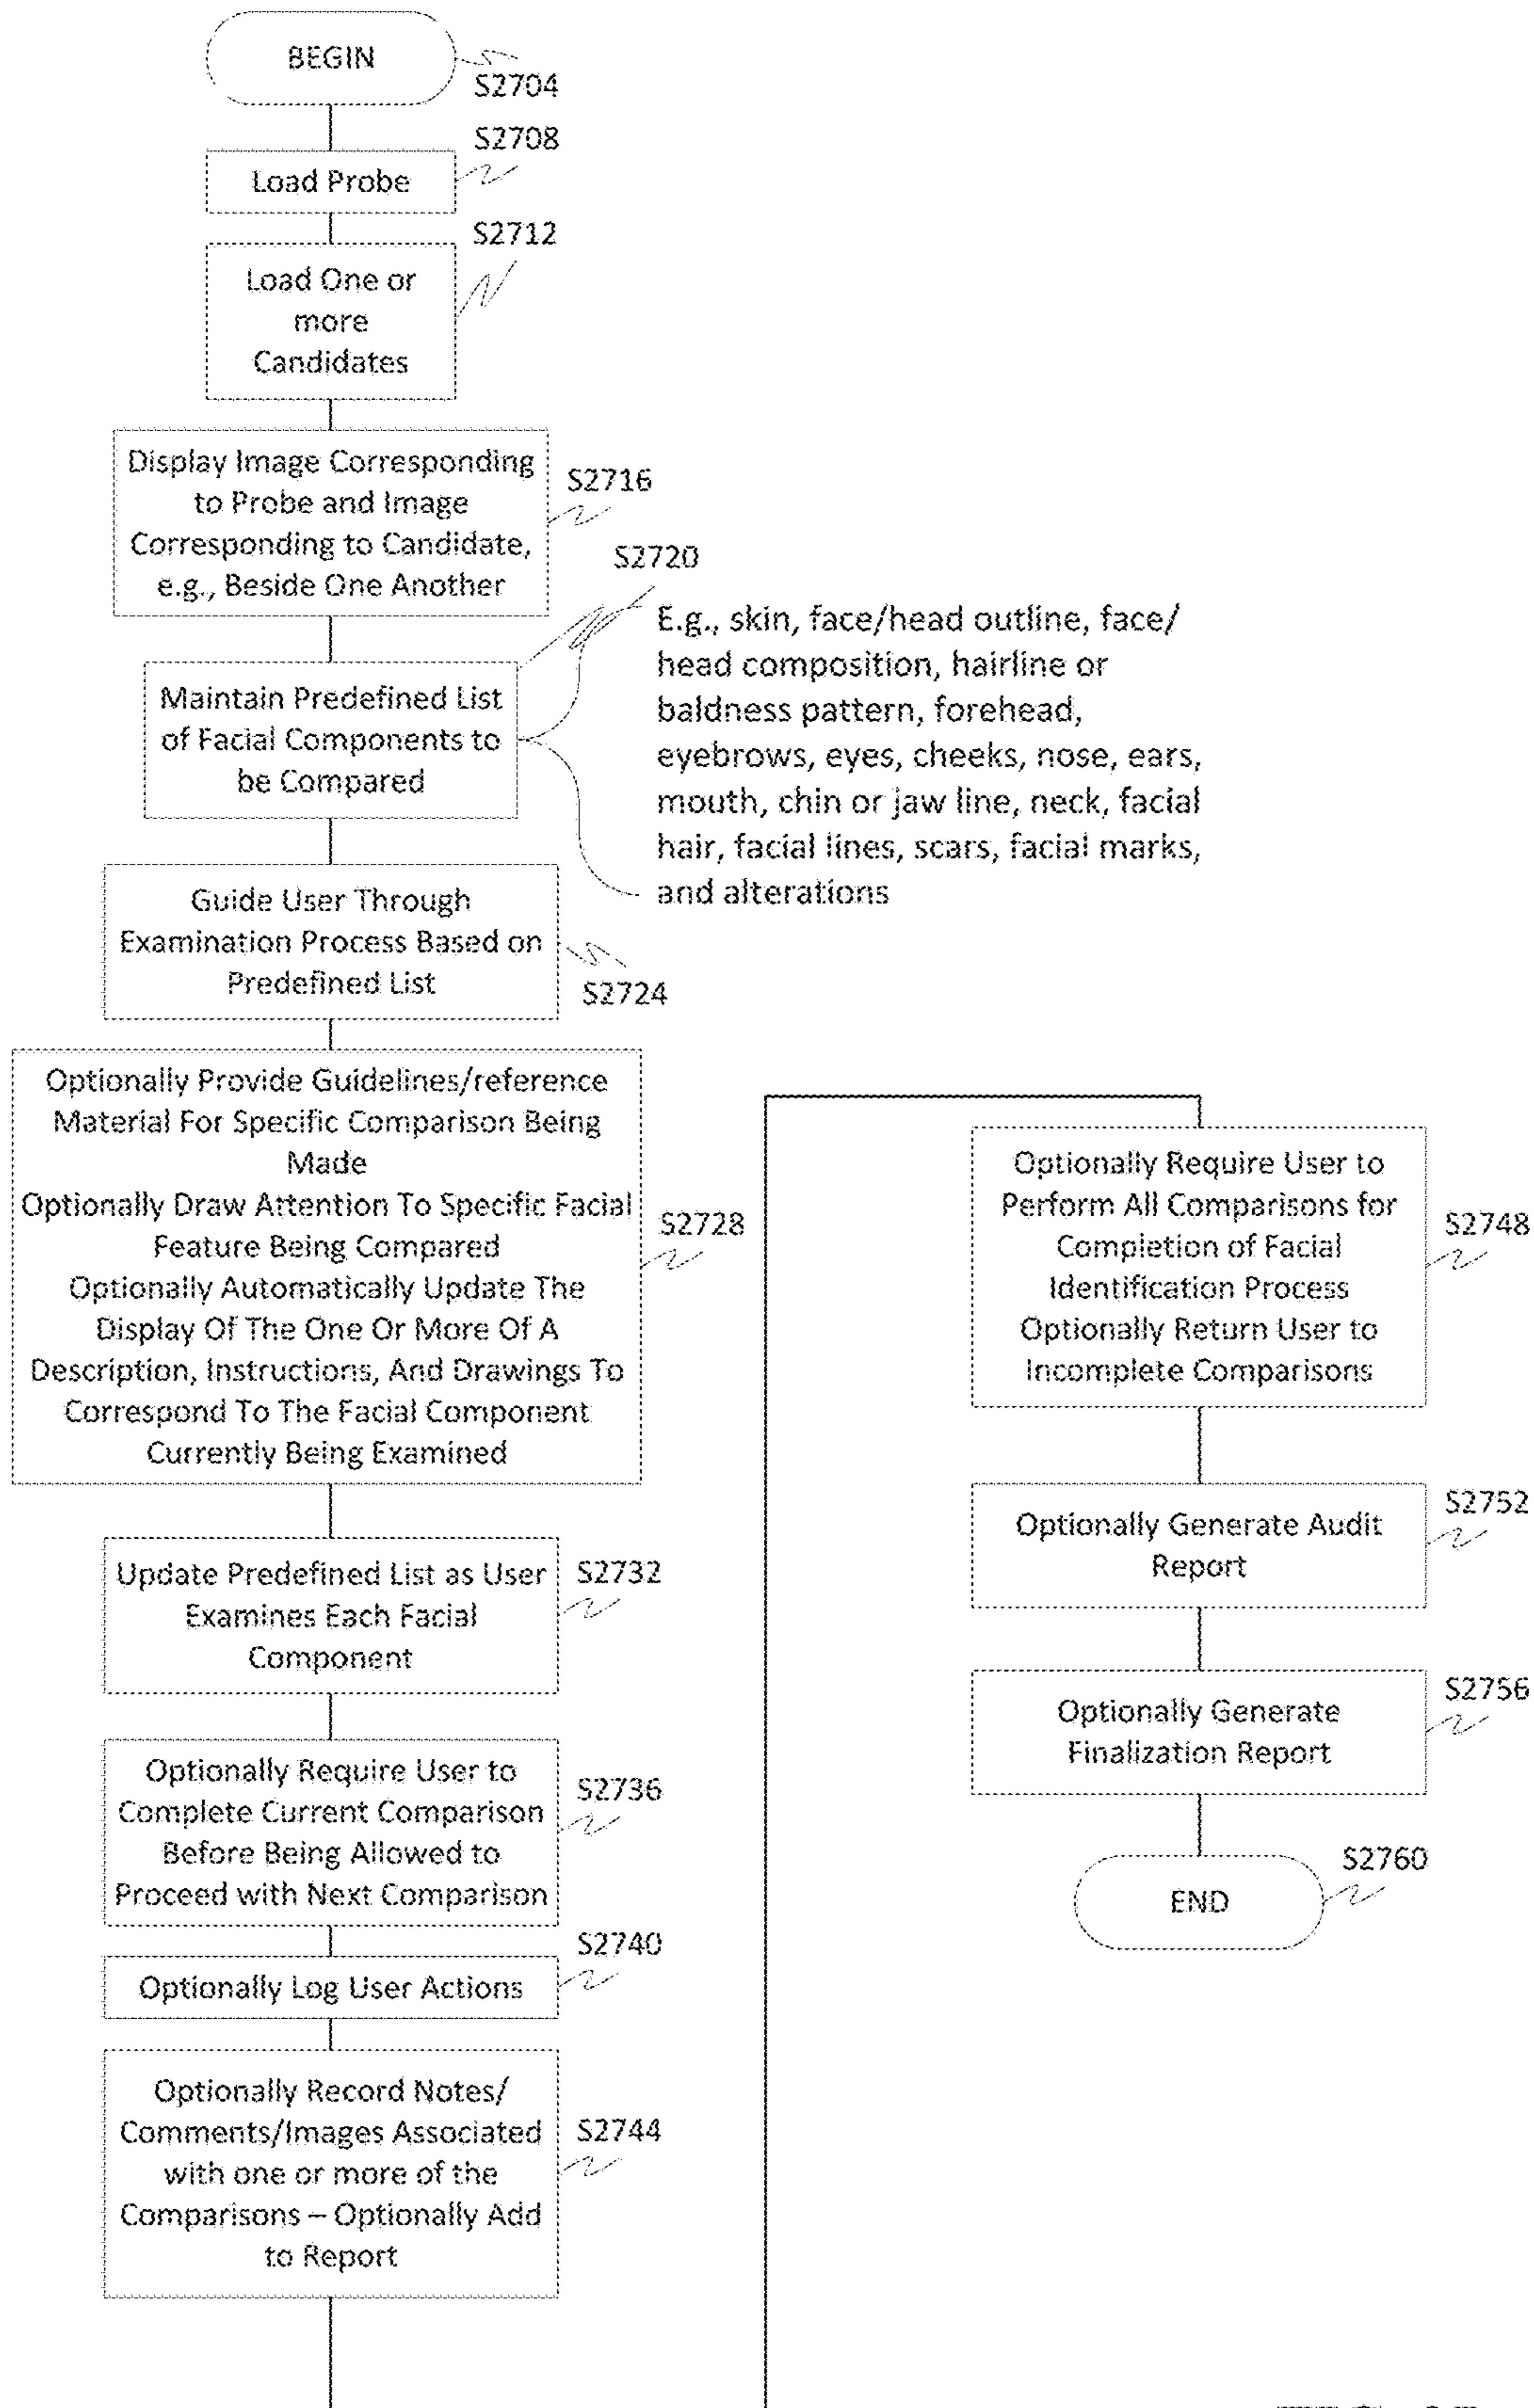 BEGIN
S2704
S2708
Load Probe
S2712
Load One or
more
Candidates
Display Image Corresponding
to Probe and Image
Corresponding to Candidate,
e.g., Beside One Another
S2716
S2720
Maintain Predefined List
of Facial Components to
be Compared
E.g., skin, face/head outline, face/
head composition, hairline or
baldness pattern, forehead,
eyebrows, eyes, cheeks, nose, ears,
mouth, chin or jaw line, neck, facial
hair, facial lines, scars, facial marks,
and alterations
Guide User Through
Examination Process Based on
Predefined List
S2724
Optionally Provide Guidelines/reference
Material For Specific Comparison Being
Made
Optionally Draw Attention To Specific Facial
Feature Being Compared
Optionally Automatically Update The
Display Of The One Or More Of A
Description, Instructions, And Drawings To
Correspond To The Facial Component
Currently Being Examined
S2728
Update Predefined List as User
Examines Each Facial
Component
S2732
Optionally Require User to
Complete Current Comparison
Before Being Allowed to
Proceed with Next Comparison
S2736
S2740
Optionally Log User Actions
Optionally Record Notes/
Comments/Images Associated
with one or more of the
Comparisons – Optionally Add
to Report
S2744
Optionally Require User to
Perform All Comparisons for
Completion of Facial
Identification Process
Optionally Return User to
Incomplete Comparisons
S2748
Optionally Generate Audit
Report
S2752
Optionally Generate
Finalization Report
S2756
END
S2760